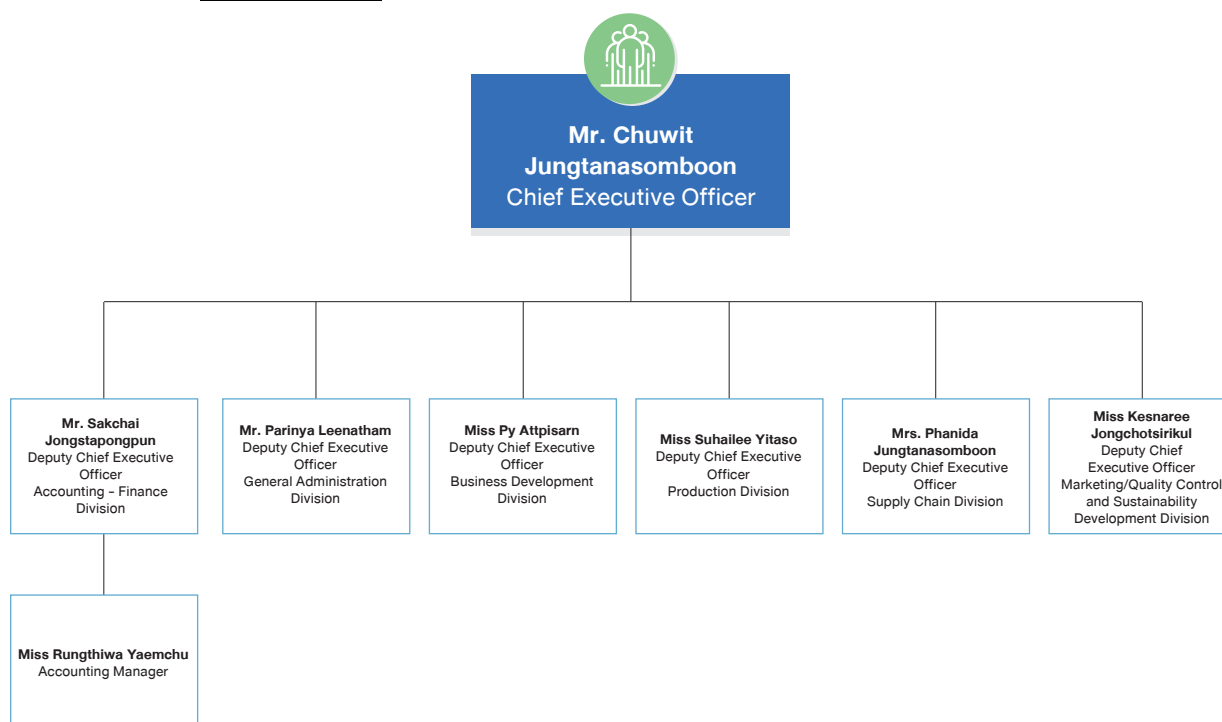 Mr. Chuwit
Jungtanasomboon
Chief Executive Officer
Mr. Sakchai
Jongstapongpun
Deputy Chief Executive
Officer
Accounting – Finance
Division
Mr. Parinya Leenatham
Deputy Chief Executive
Officer
General Administration
Division
Miss Py Attpisarn
Deputy Chief Executive
Officer
Business Development
Division
Miss Suhailee Yitaso
Deputy Chief Executive
Officer
Production Division
Mrs. Phanida
Jungtanasomboon
Deputy Chief Executive
Officer
Supply Chain Division
Miss Kesnaree
Jongchotsirikul
Deputy Chief
Executive Officer
Marketing/Quality Control
and Sustainability
Development Division
Miss Rungthiwa Yaemchu
Accounting Manager